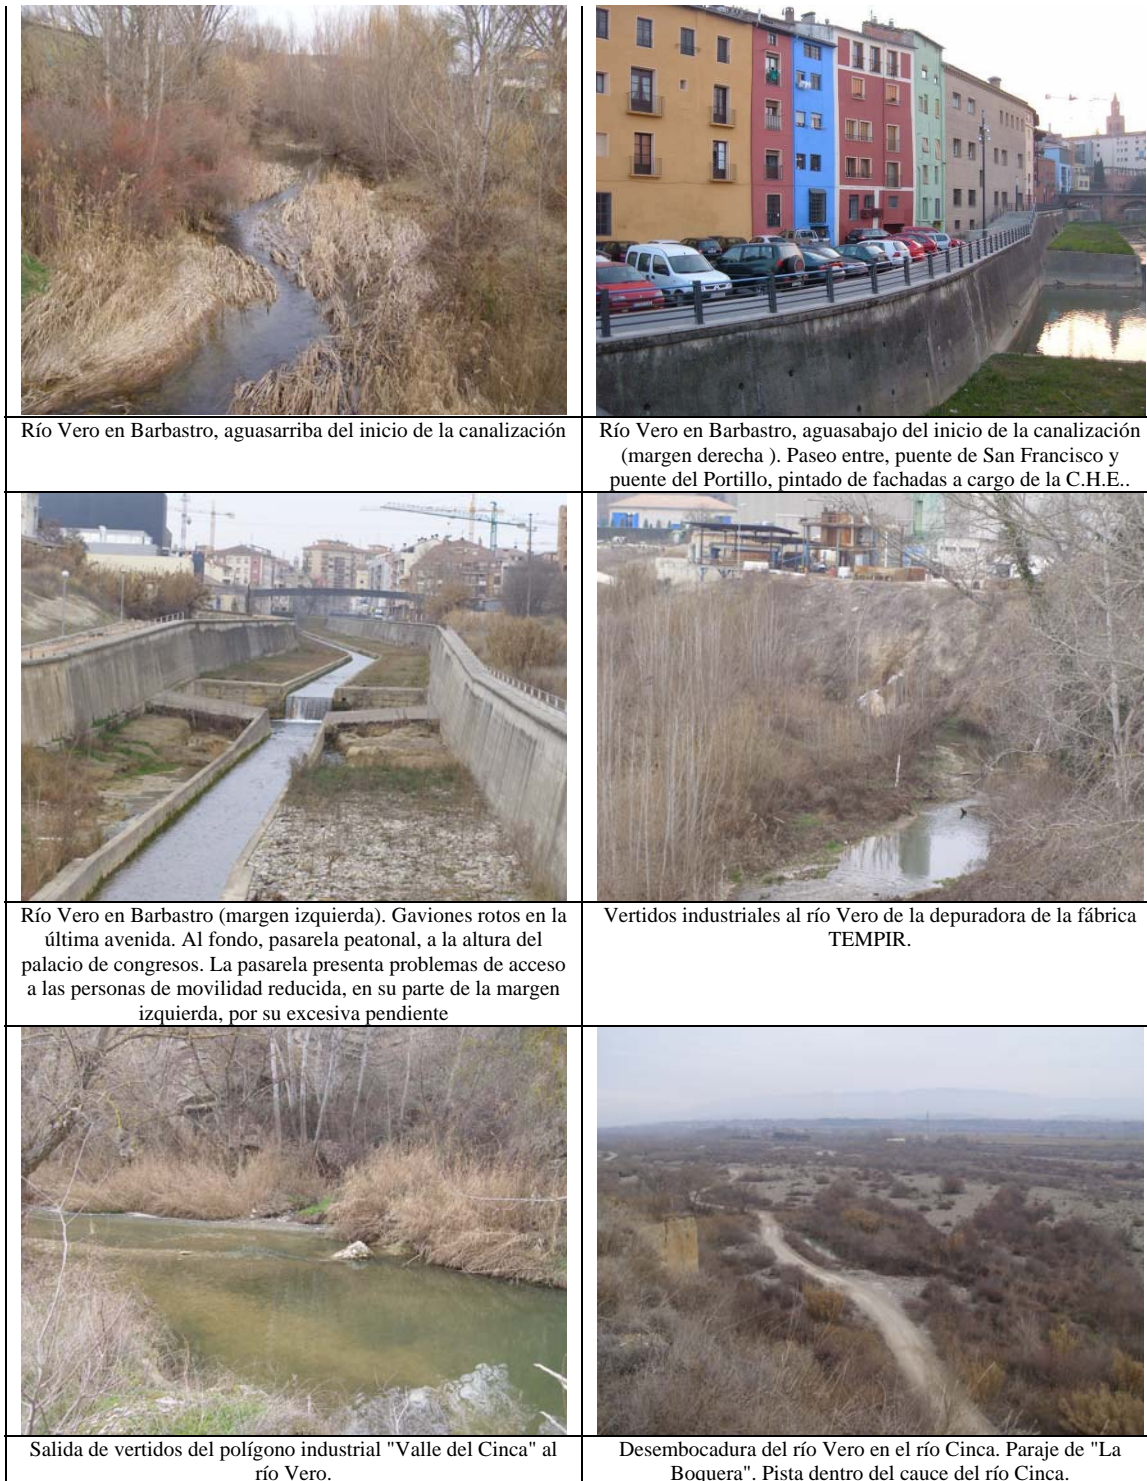 Río Vero en Barbastro, aguasarriba del inicio de la canalización
Río Vero en Barbastro, aguasabajo del inicio de la canalización
(margen derecha ). Paseo entre, puente de San Francisco y
puente del Portillo, pintado de fachadas a cargo de la C.H.E..
Río Vero en Barbastro (margen izquierda). Gaviones rotos en la
última avenida. Al fondo, pasarela peatonal, a la altura del
palacio de congresos. La pasarela presenta problemas de acceso
a las personas de movilidad reducida, en su parte de la margen
izquierda, por su excesiva pendiente
Vertidos industriales al río Vero de la depuradora de la fábrica
TEMPIR.
Salida de vertidos del polígono industrial "Valle del Cinca" al
río Vero.
Desembocadura del río Vero en el río Cinca. Paraje de "La
Boquera". Pista dentro del cauce del río Cinca.